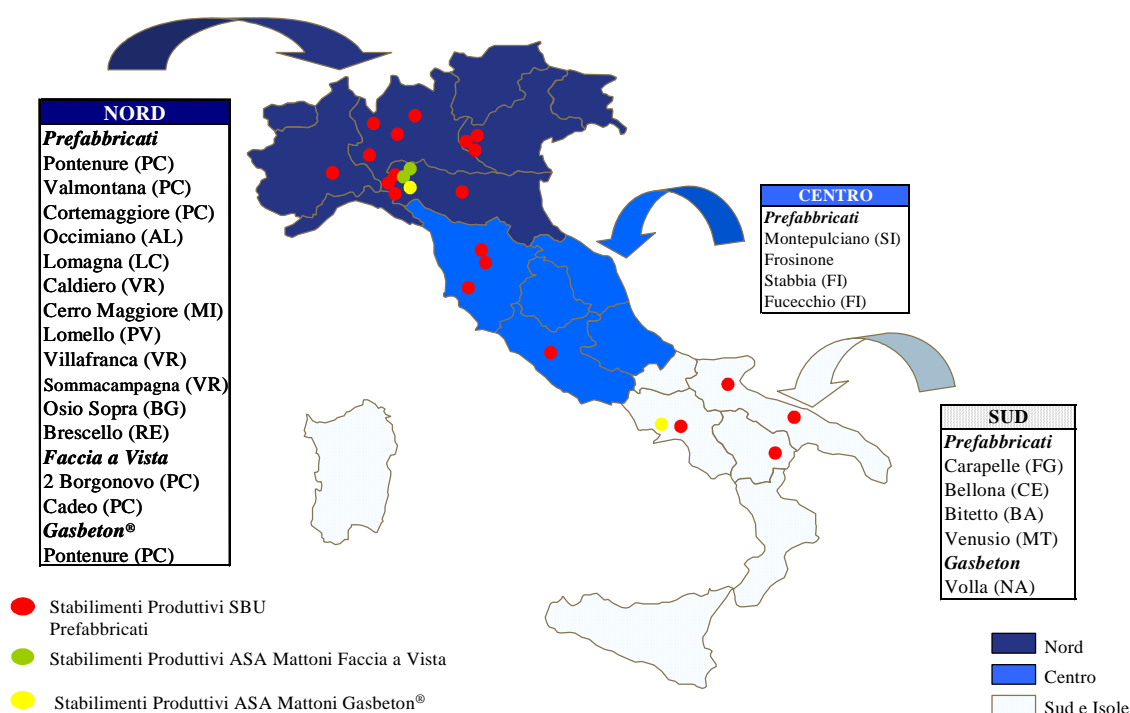 NORD
Prefabbricati
Pontenure (PC)
Valmontana (PC)
Cortemaggiore (PC)
Occimiano (AL)
Lomagna (LC)
Caldiero (VR)
Cerro Maggiore (MI)
Lomello (PV)
Villafranca (VR)
Sommacampagna (VR)
Osio Sopra (BG)
Brescello (RE)
Faccia a Vista
2 Borgonovo (PC)
Cadeo (PC)
Gasbeton®
Pontenure (PC)
CENTRO
Prefabbricati
Montepulciano (SI)
Frosinone
Stabbia (FI)
Fucecchio (FI)
SUD
Prefabbricati
Carapelle (FG)
Bellona (CE)
Bitetto (BA)
Venusio (MT)
Gasbeton
Volla (NA)
Stabilimenti Produttivi SBU
Prefabbricati
Stabilimenti Produttivi ASA Mattoni Faccia a Vista
Stabilimenti Produttivi ASA Mattoni Gasbeton®
Nord
Centro
Sud e Isole